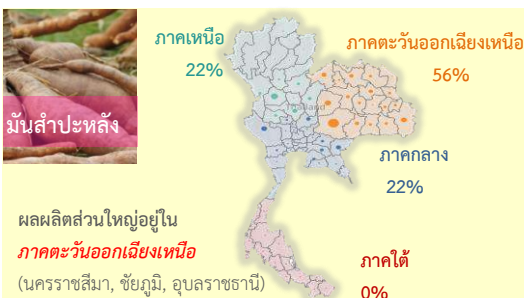 ภาคเหนือ
22%
ภาคตะวันออกเฉียงเหนือ
56%
มันสำปะหลัง
ภาคกลาง
22%
ผลผลิตส่วนใหญ่อยู่ใน
ภาคตะวันออกเฉียงเหนือ
(นครราชสีมา, ชัยภูมิ, อุบลราชธานี)
ภาคใต้
0%